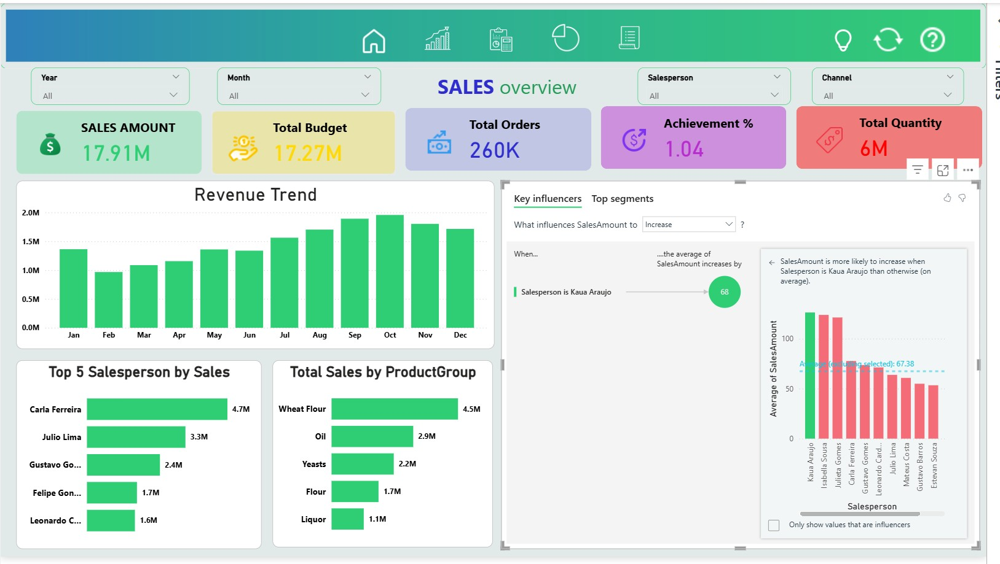 Year
All
Month
All
SALES overview
Salesperson
All
Channel
All
SALES AMOUNT
17.91M
Total Budget
17.27M
Total Orders
260K
Achievement %
1.04
Total Quantity
6M
Revenue Trend
2.0M
1.5M
1.0M
0.5M
0.0M
Jan Feb Mar Apr May Jun Jul Aug Sep Oct Nov Dec
Top 5 Salesperson by Sales
Carla Ferreira 4.7M
Julio Lima 3.3M
Gustavo Go... 2.4M
Felipe Gon... 1.7M
Leonardo C... 1.6M
Total Sales by ProductGroup
Wheat Flour 4.5M
Oil 2.9M
Yeasts 2.2M
Flour 1.7M
Liquor 1.1M
Key influencers Top segments
What influences SalesAmount to Increase ?
When...
....the average of
SalesAmount increases by
Salesperson is Kaua Araujo 68
SalesAmount is more likely to increase when
Salesperson is Kaua Araujo than otherwise (on
average).
Average of SalesAmount
100
50
0
Average (excluding selected): 67.38
Kaua Araujo
Isabella Sousa
Julieta Gomes
Carla Ferreira
Gustavo Gomes
Leonardo Card...
Julio Lima
Mateus Costa
Gustavo Barros
Estevan Souza
Salesperson
Only show values that are influencers